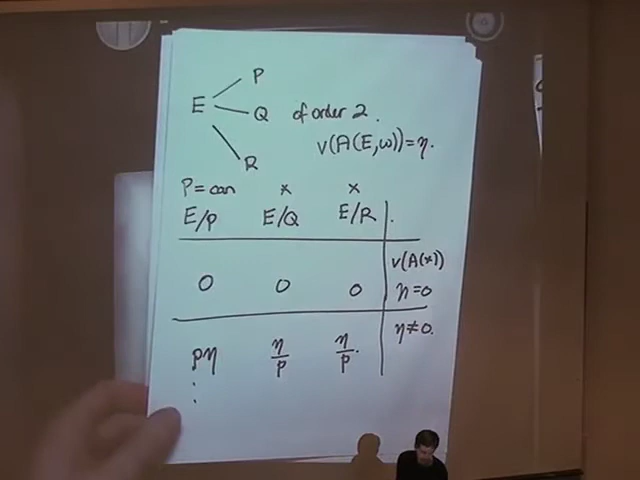 P
E Q of order 2.
v(A(E,ω))=η.
R
P=can × ×
E/P E/Q E/R .
v(A(x))
0 0 0 η=0
η≠0.
pη η/p η/p.
⋮